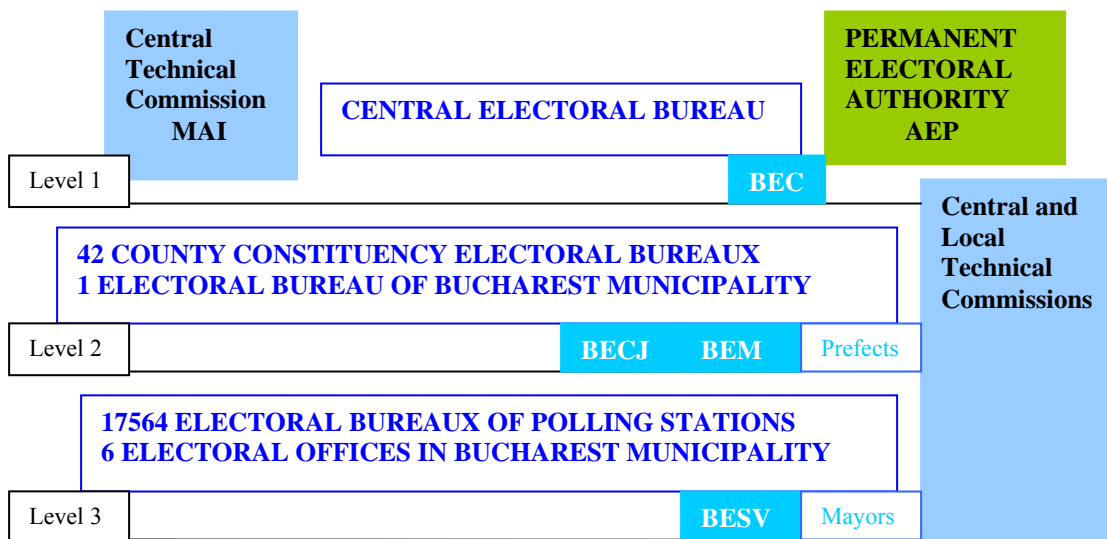 Central
Technical
Commission
MAI
CENTRAL ELECTORAL BUREAU
PERMANENT
ELECTORAL
AUTHORITY
AEP
Level 1
BEC
Central and
Local
Technical
Commissions
42 COUNTY CONSTITUENCY ELECTORAL BUREAUX
1 ELECTORAL BUREAU OF BUCHAREST MUNICIPALITY
Level 2
BECJ BEM
Prefects
17564 ELECTORAL BUREAUX OF POLLING STATIONS
6 ELECTORAL OFFICES IN BUCHAREST MUNICIPALITY
Level 3
BESV
Mayors